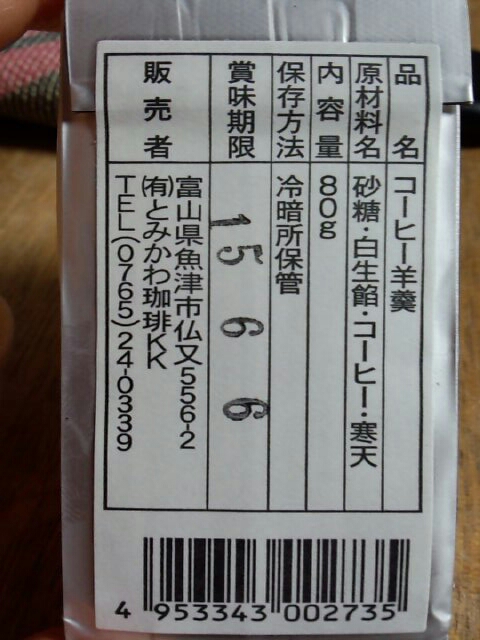 品名 コーヒー羊羹
原材料名 砂糖・白生餡・コーヒー・寒天
内容量 80g
保存方法 冷暗所保管
賞味期限 15 6 6
販売者 富山県魚津市仏又556-2
(有)とみかわ珈琲KK
TEL(0765)24-0339
4 953343 002735